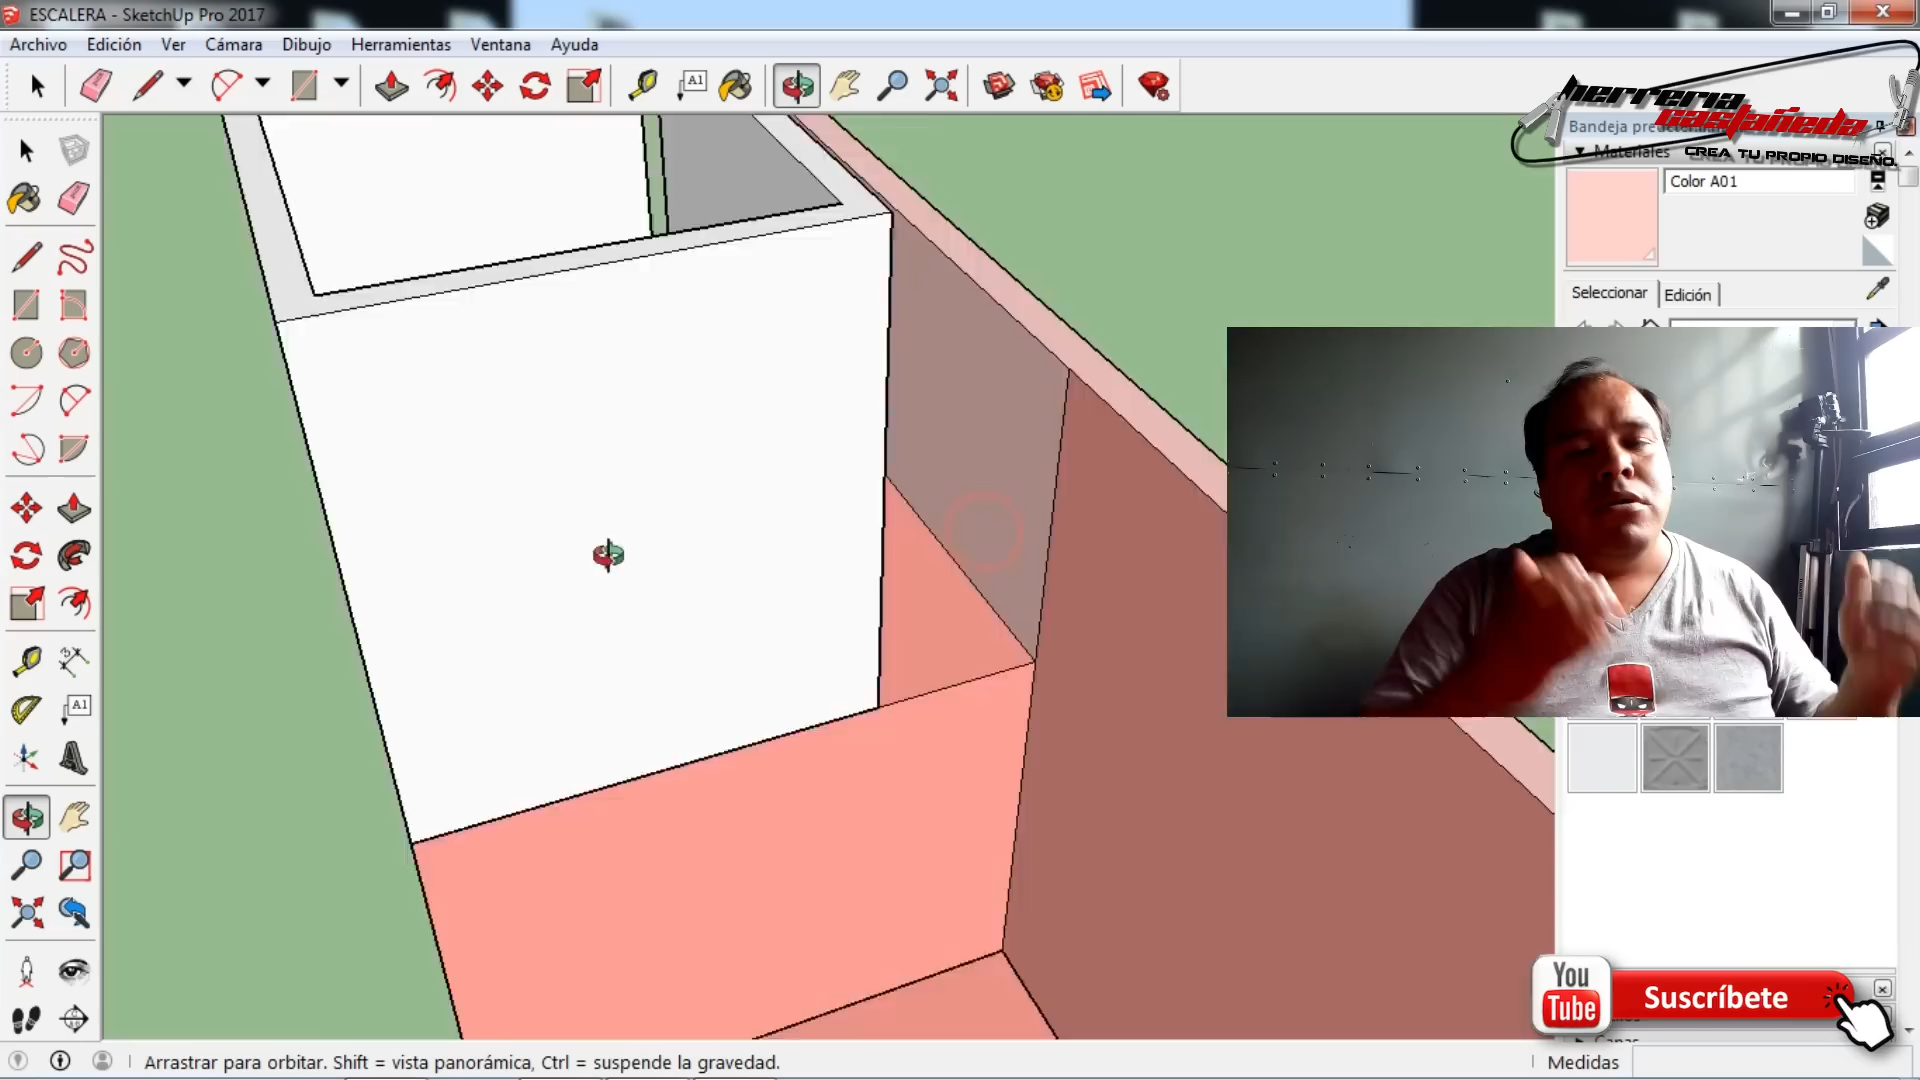 ESCALERA - SketchUp Pro 2017
Archivo Edición Ver Cámara Dibujo Herramientas Ventana Ayuda
A1
herreria
castañeda
CREA TU PROPIO DISEÑO.
Bandeja
Materiales
Color A01
Seleccionar Edición
A1
You
Tube
Suscríbete
Arrastrar para orbitar. Shift = vista panorámica, Ctrl = suspende la gravedad.
Medidas